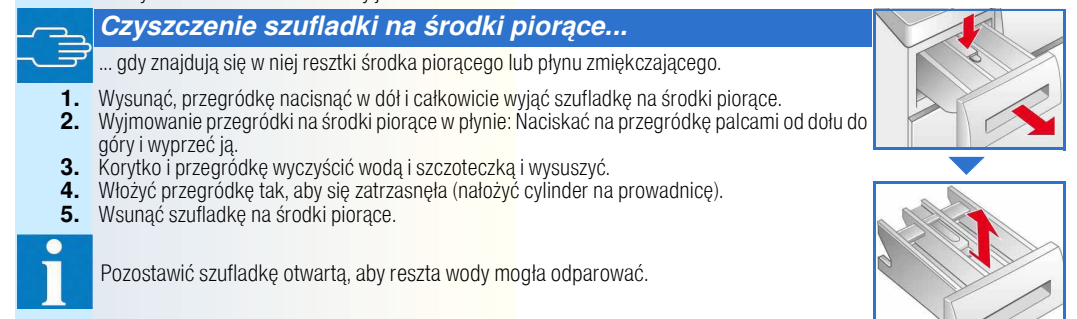 Czyszczenie szufladki na środki piorące...
... gdy znajdują się w niej resztki środka piorącego lub płynu zmiękczającego.
1. Wysunąć, przegródkę nacisnąć w dół i całkowicie wyjąć szufladkę na środki piorące.
2. Wyjmowanie przegródki na środki piorące w płynie: Naciskać na przegródkę palcami od dołu do
góry i wyprzeć ją.
3. Korytko i przegródkę wyczyścić wodą i szczoteczką i wysuszyć.
4. Włożyć przegródkę tak, aby się zatrzasnęła (nałożyć cylinder na prowadnicę).
5. Wsunąć szufladkę na środki piorące.
i
Pozostawić szufladkę otwartą, aby reszta wody mogła odparować.